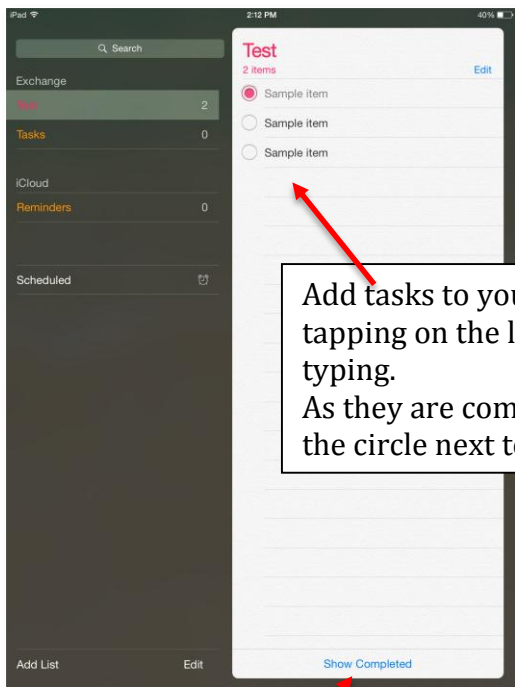 iPad 2:12 PM 40%
Search
Exchange
Test 2
Tasks 0
iCloud
Reminders 0
Scheduled
Add List Edit
Test
2 items Edit
Sample item
Sample item
Sample item
Add tasks to you
tapping on the l
typing.
As they are com
the circle next t
Show Completed